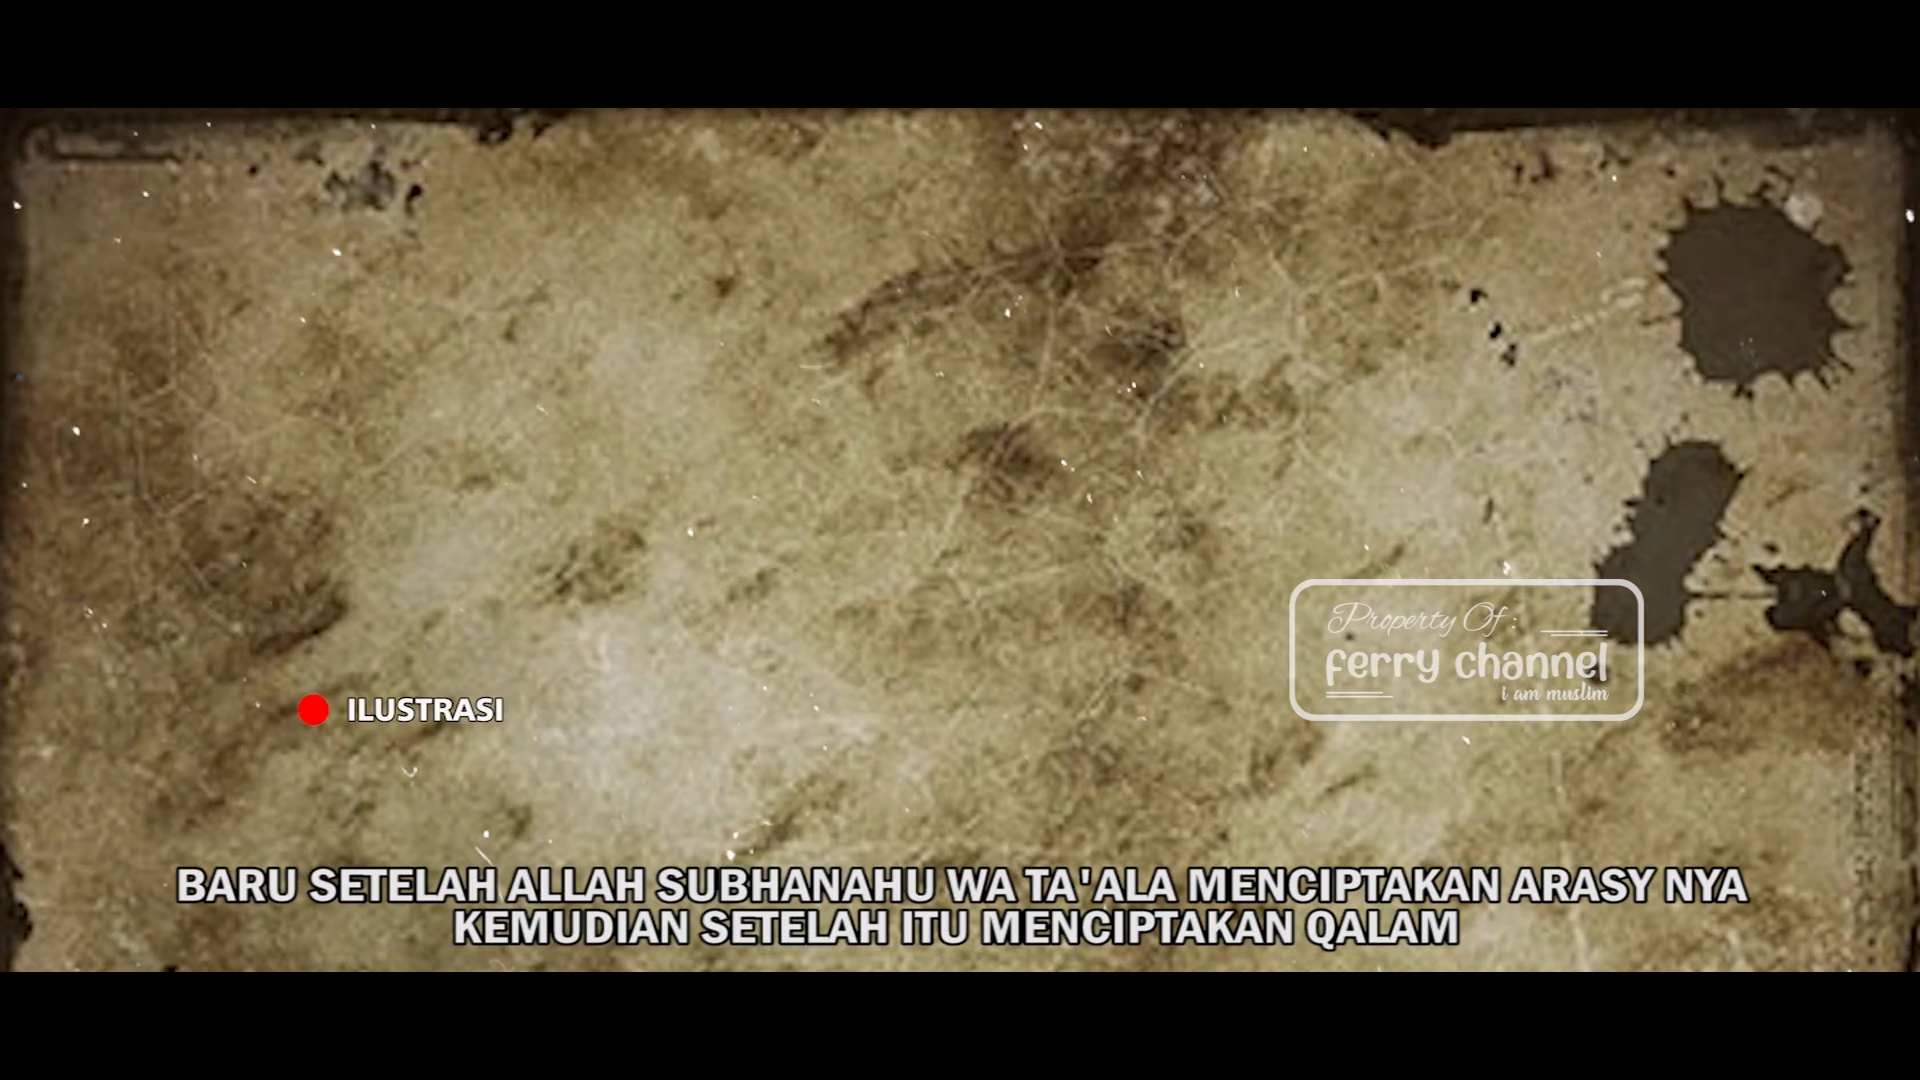 Property Of :
ferry channel
i am muslim
ILUSTRASI
BARU SETELAH ALLAH SUBHANAHU WA TA'ALA MENCIPTAKAN ARASY NYA
KEMUDIAN SETELAH ITU MENCIPTAKAN QALAM